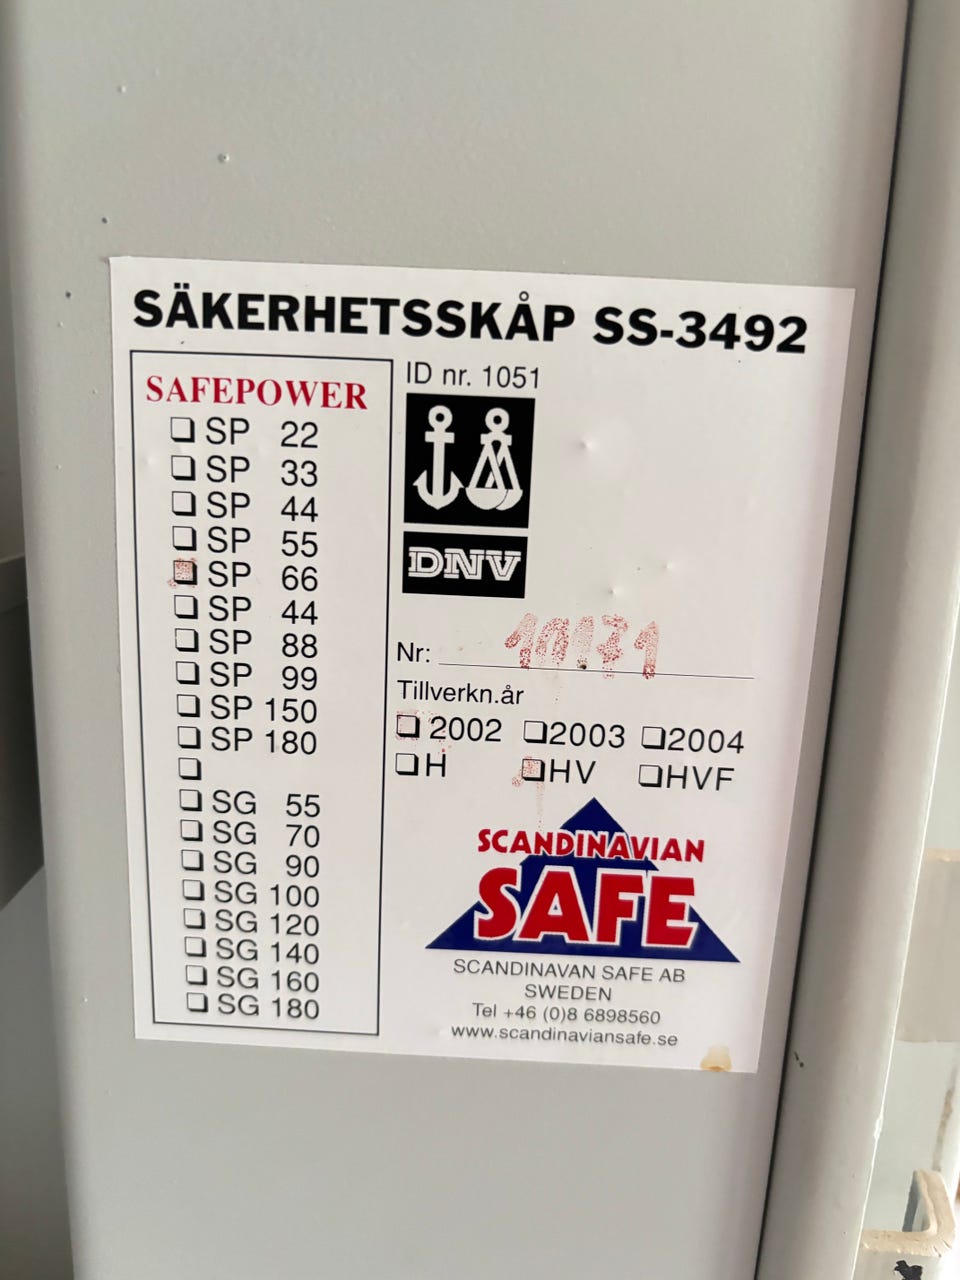 SÄKERHETSSKÅP SS-3492
SAFEPOWER
SP 22
SP 33
SP 44
SP 55
SP 66
SP 44
SP 88
SP 99
SP 150
SP 180
SG 55
SG 70
SG 90
SG 100
SG 120
SG 140
SG 160
SG 180
ID nr. 1051
DNV
Nr:
Tillverkn.år
2002 2003 2004
H HV HVF
SCANDINAVIAN
SAFE
SCANDINAVAN SAFE AB
SWEDEN
Tel +46 (0)8 6898560
www.scandinaviansafe.se